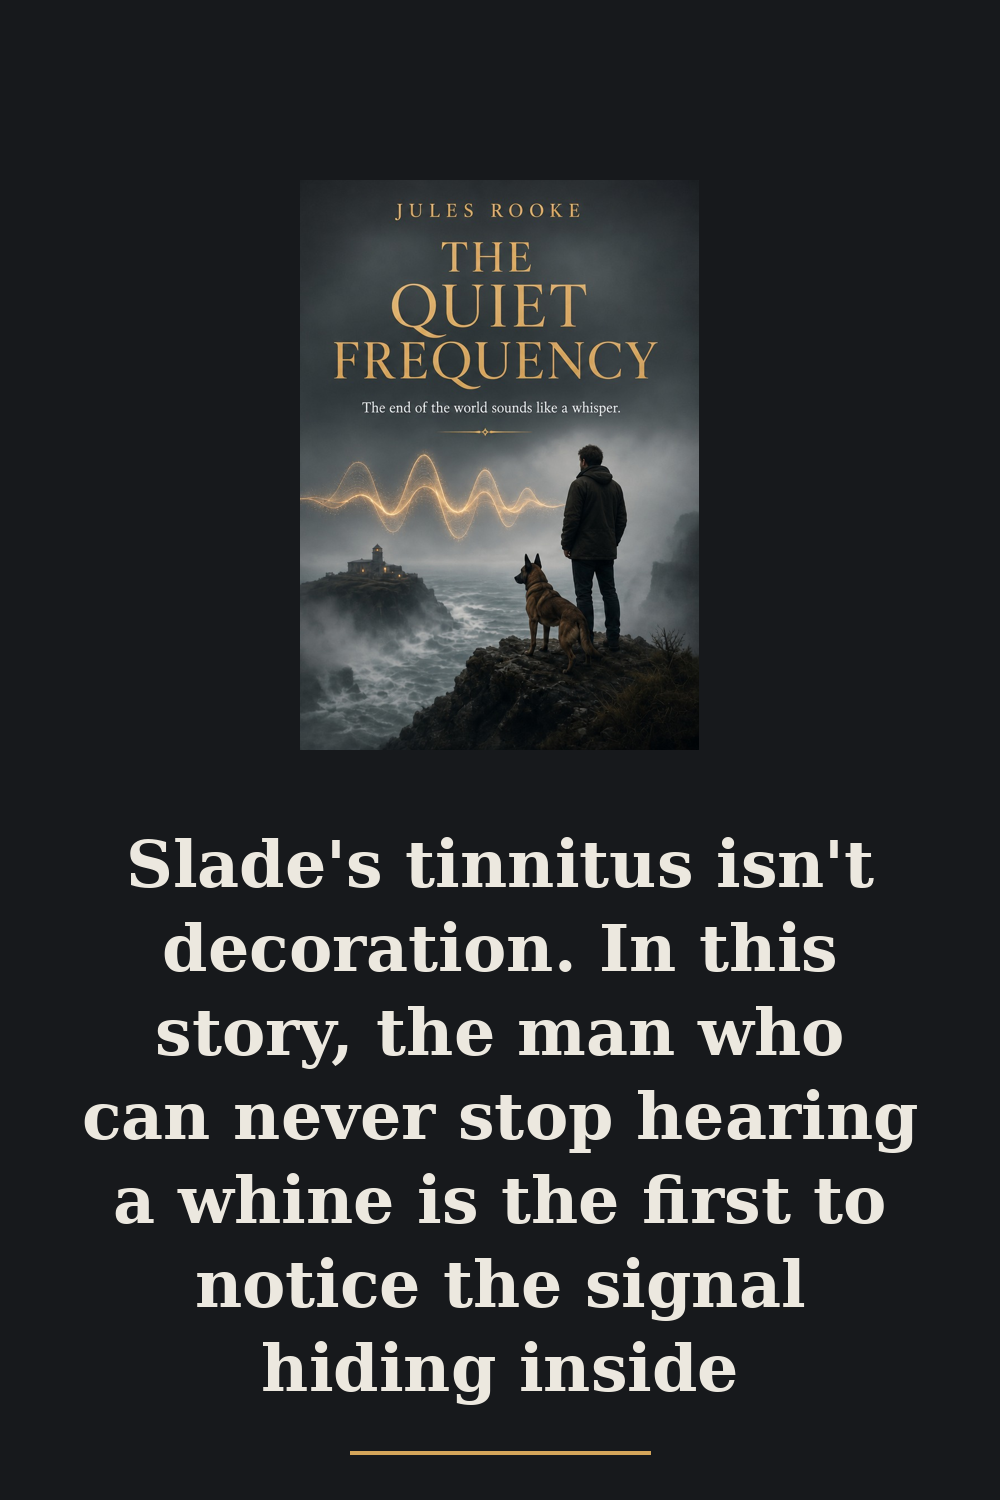 JULES ROOKE
THE
QUIET
FREQUENCY
The end of the world sounds like a whisper.
Slade's tinnitus isn't
decoration. In this
story, the man who
can never stop hearing
a whine is the first to
notice the signal
hiding inside